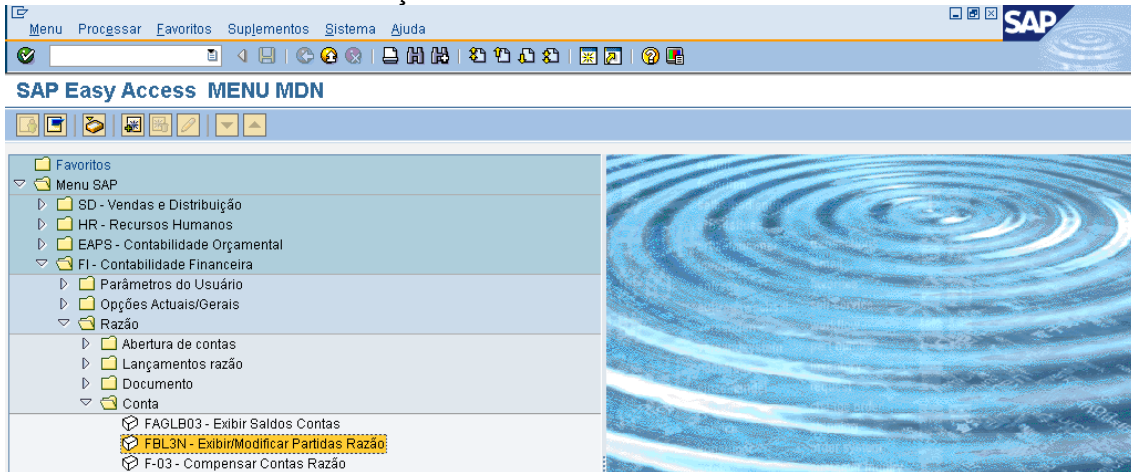 Menu Processar Favoritos Suplementos Sistema Ajuda
SAP
SAP Easy Access MENU MDN
Favoritos
Menu SAP
SD - Vendas e Distribuição
HR - Recursos Humanos
EAPS - Contabilidade Orçamental
FI - Contabilidade Financeira
Parâmetros do Usuário
Opções Actuais/Gerais
Razão
Abertura de contas
Lançamentos razão
Documento
Conta
FAGLB03 - Exibir Saldos Contas
FBL3N - Exibir/Modificar Partidas Razão
F-03 - Compensar Contas Razão